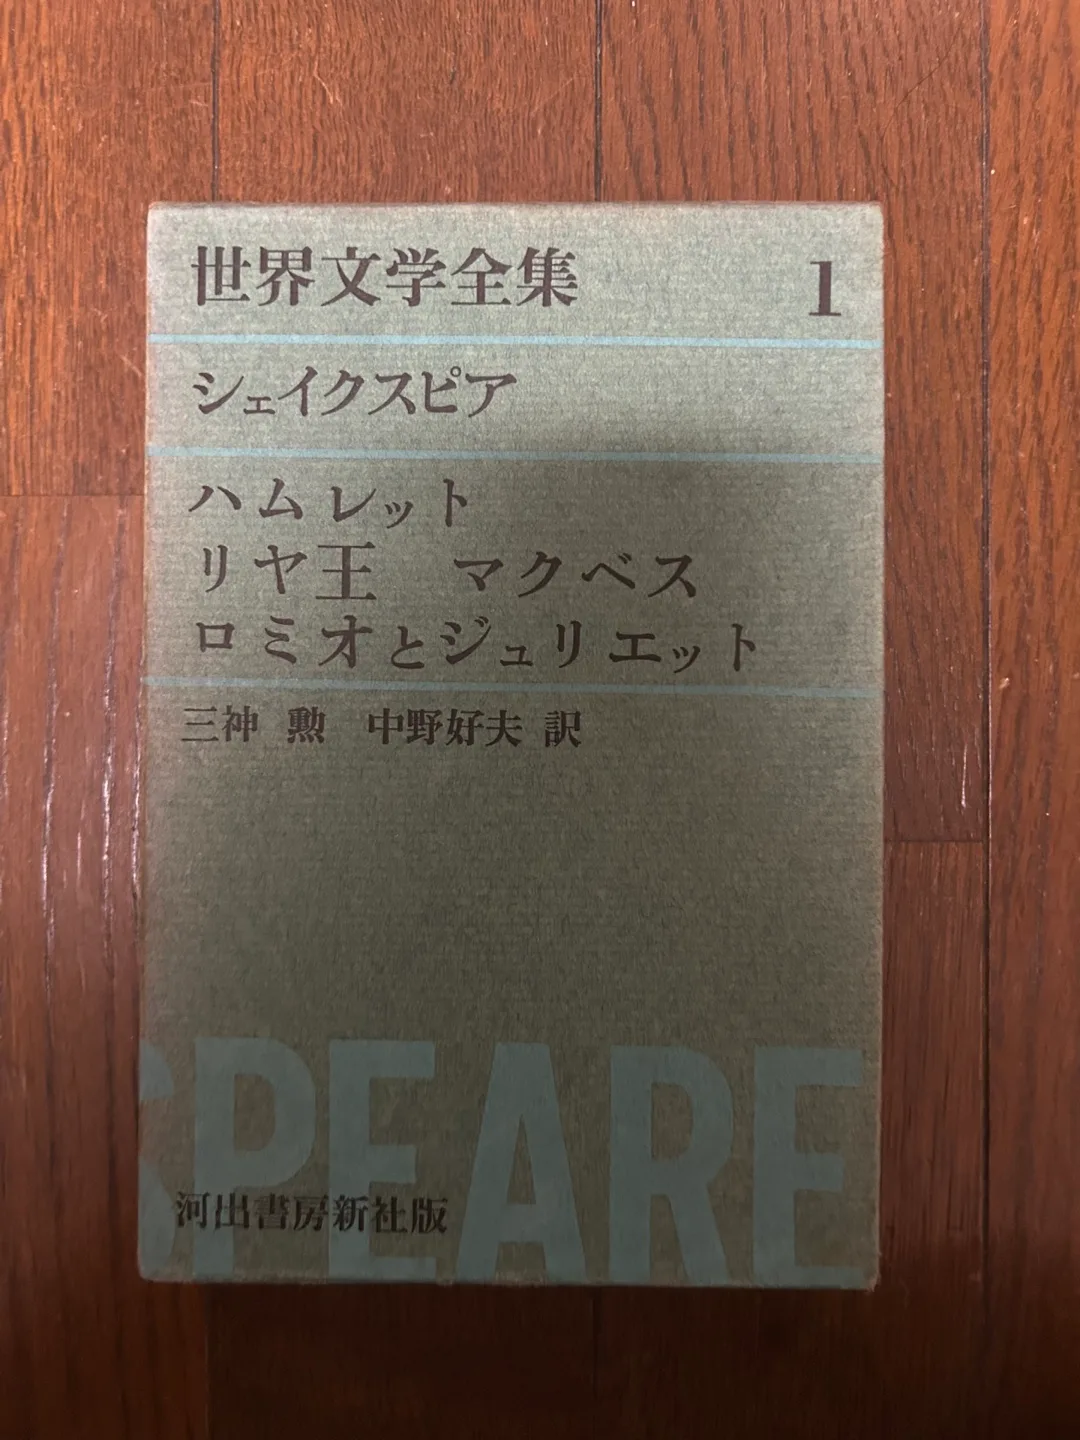 世界文学全集 1
シェイクスピア
ハムレット
リヤ王 マクベス
ロミオとジュリエット
三神 勲 中野好夫 訳
SPEARE
河出書房新社版